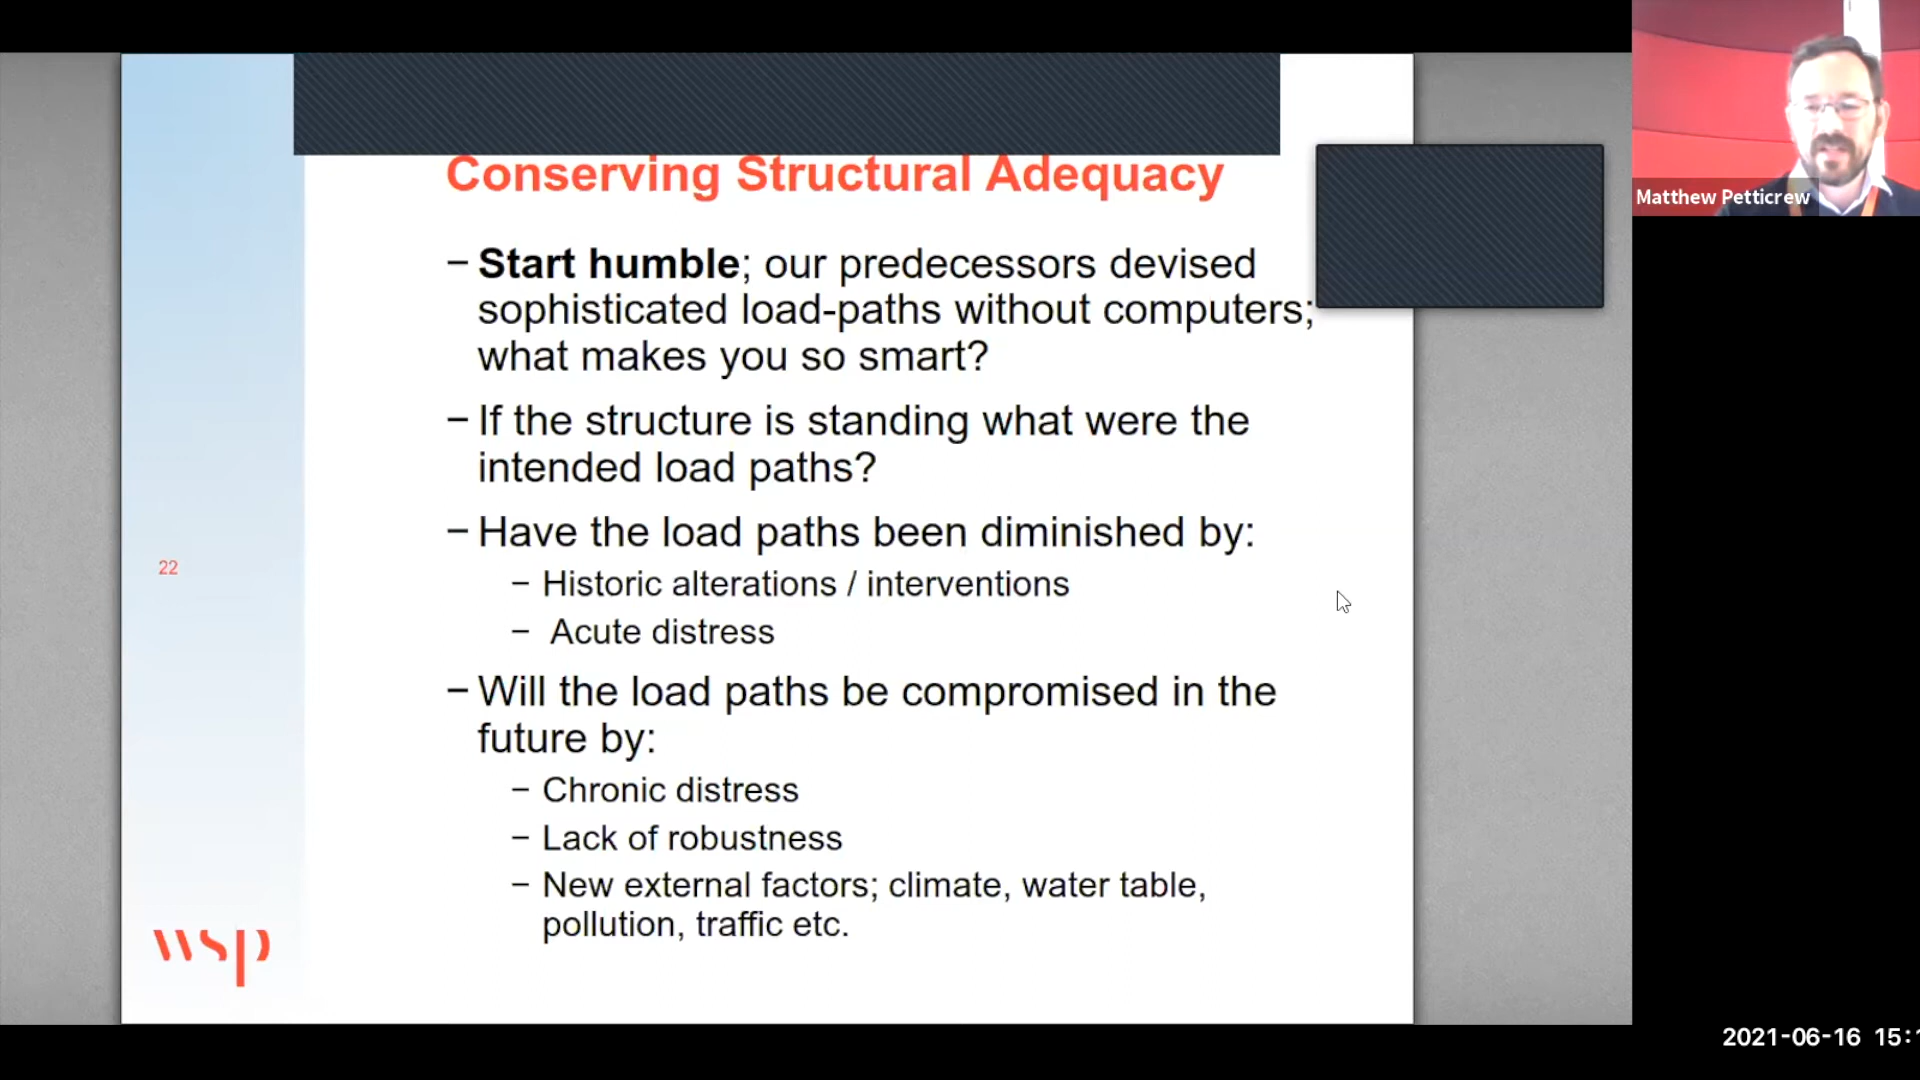 Conserving Structural Adequacy
– Start humble; our predecessors devised
sophisticated load-paths without computers;
what makes you so smart?
– If the structure is standing what were the
intended load paths?
– Have the load paths been diminished by:
– Historic alterations / interventions
– Acute distress
– Will the load paths be compromised in the
future by:
– Chronic distress
– Lack of robustness
– New external factors; climate, water table,
pollution, traffic etc.
22
wsp
Matthew Petticrew
2021-06-16 15:1